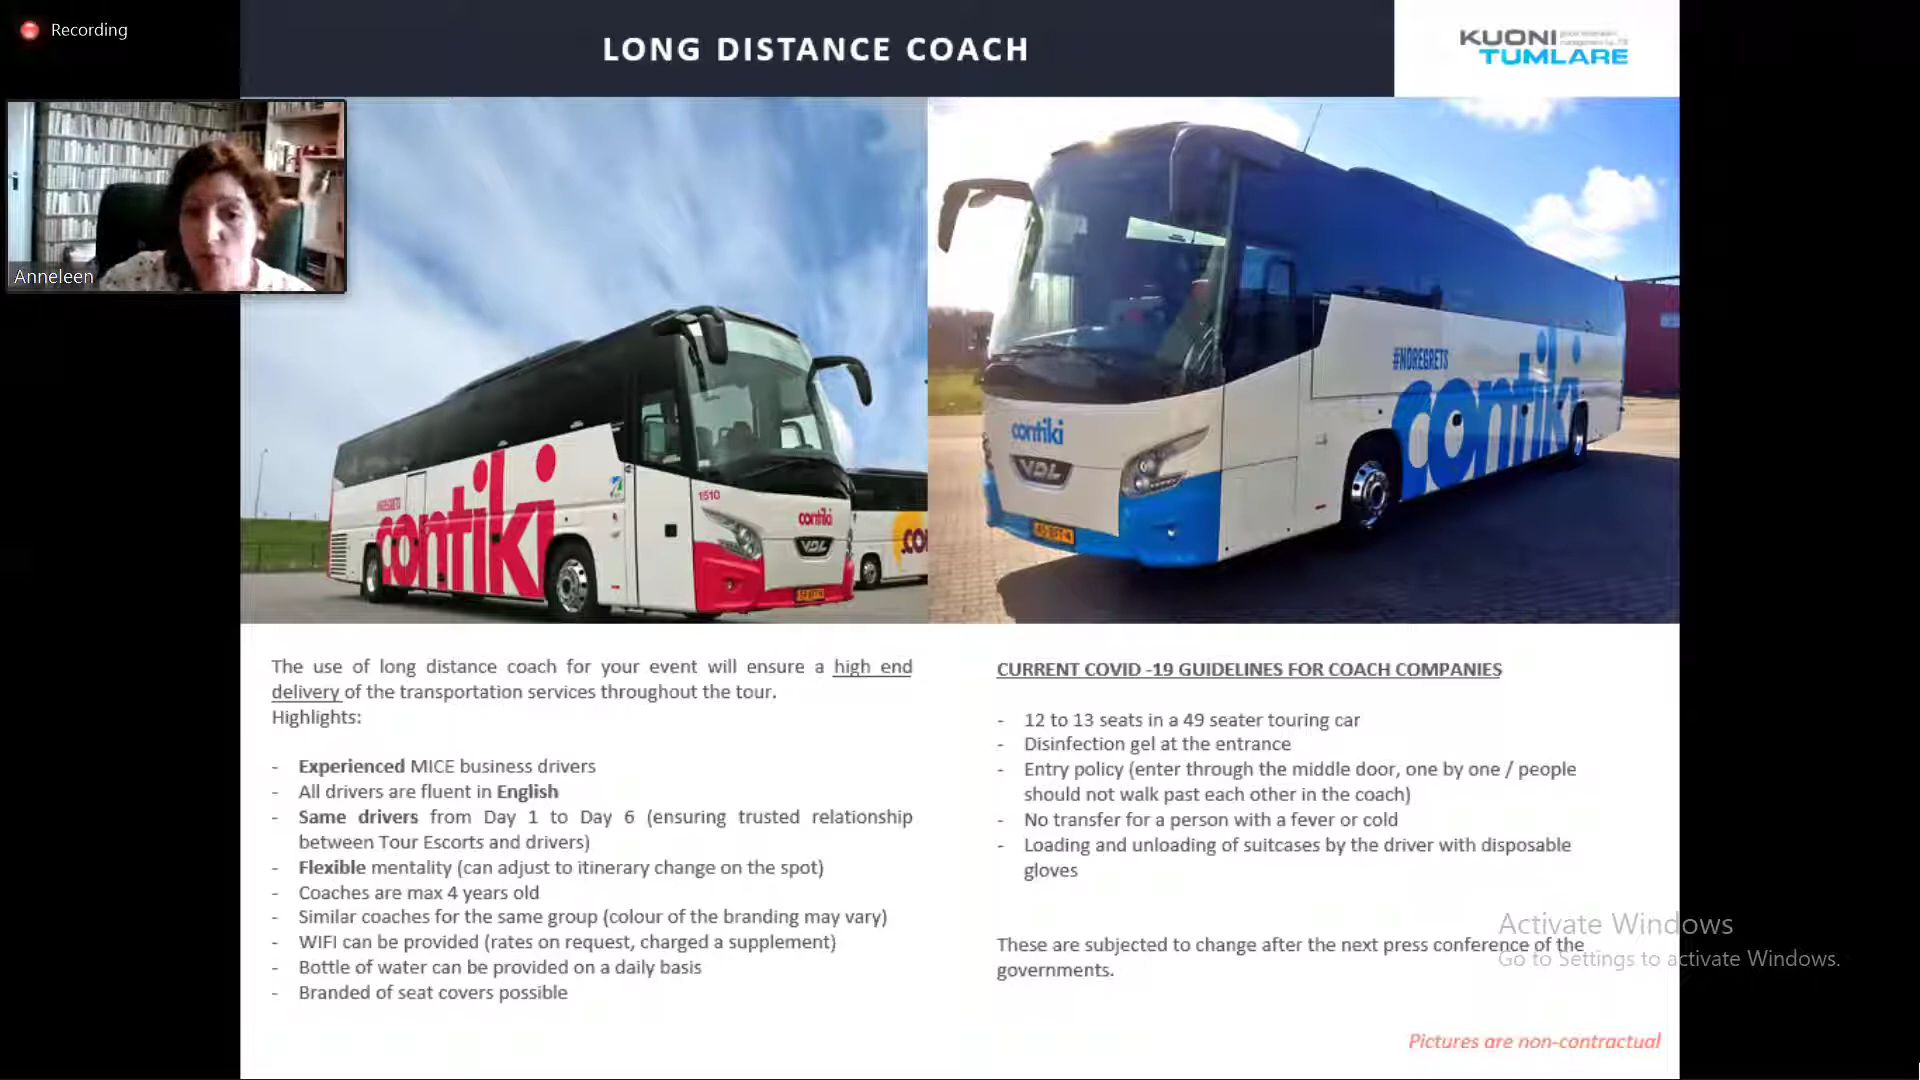 Recording
LONG DISTANCE COACH
KUONI
TUMLARE
Anneleen
contiki
1510
contiki
VDL
.co
#NOREGRETS
contiki
contiki
VDL
The use of long distance coach for your event will ensure a high end
delivery of the transportation services throughout the tour.
Highlights:
- Experienced MICE business drivers
- All drivers are fluent in English
- Same drivers from Day 1 to Day 6 (ensuring trusted relationship
between Tour Escorts and drivers)
- Flexible mentality (can adjust to itinerary change on the spot)
- Coaches are max 4 years old
- Similar coaches for the same group (colour of the branding may vary)
- WIFI can be provided (rates on request, charged a supplement)
- Bottle of water can be provided on a daily basis
- Branded of seat covers possible
CURRENT COVID -19 GUIDELINES FOR COACH COMPANIES
- 12 to 13 seats in a 49 seater touring car
- Disinfection gel at the entrance
- Entry policy (enter through the middle door, one by one / people
should not walk past each other in the coach)
- No transfer for a person with a fever or cold
- Loading and unloading of suitcases by the driver with disposable
gloves
These are subjected to change after the next press conference of the
governments.
Activate Windows
Go to Settings to activate Windows.
Pictures are non-contractual